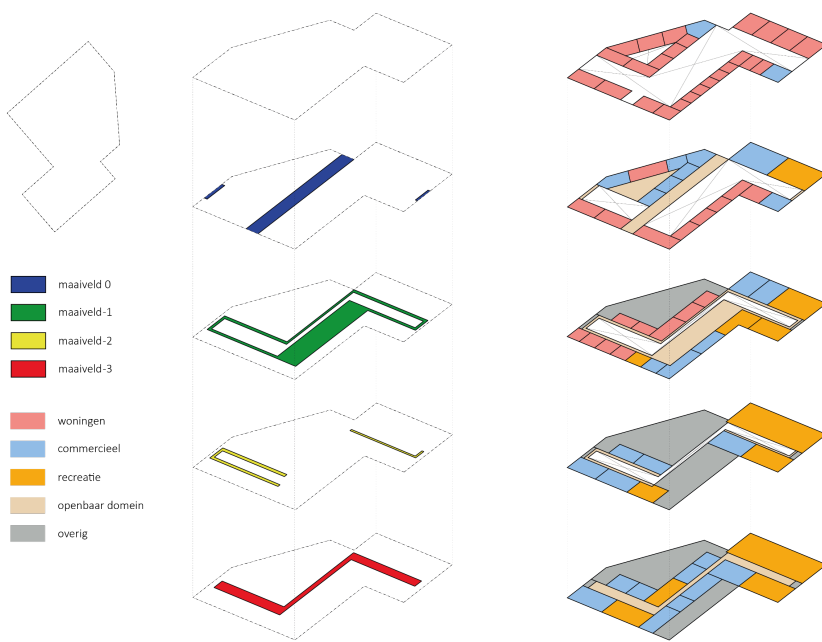 maaiveld 0
maaiveld-1
maaiveld-2
maaiveld-3
woningen
commercieel
recreatie
openbaar domein
overig